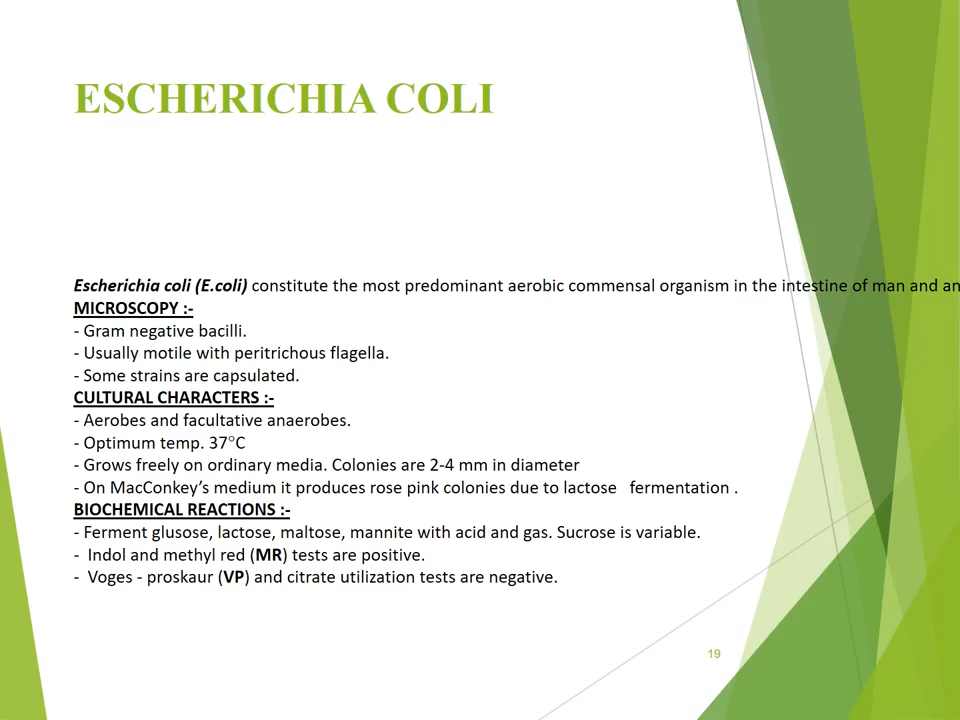 ESCHERICHIA COLI
Escherichia coli (E.coli) constitute the most predominant aerobic commensal organism in the intestine of man and an
MICROSCOPY :-
- Gram negative bacilli.
- Usually motile with peritrichous flagella.
- Some strains are capsulated.
CULTURAL CHARACTERS :-
- Aerobes and facultative anaerobes.
- Optimum temp. 37°C
- Grows freely on ordinary media. Colonies are 2-4 mm in diameter
- On MacConkey’s medium it produces rose pink colonies due to lactose   fermentation .
BIOCHEMICAL REACTIONS :-
- Ferment glusose, lactose, maltose, mannite with acid and gas. Sucrose is variable.
-  Indol and methyl red (MR) tests are positive.
-  Voges - proskaur (VP) and citrate utilization tests are negative.
19